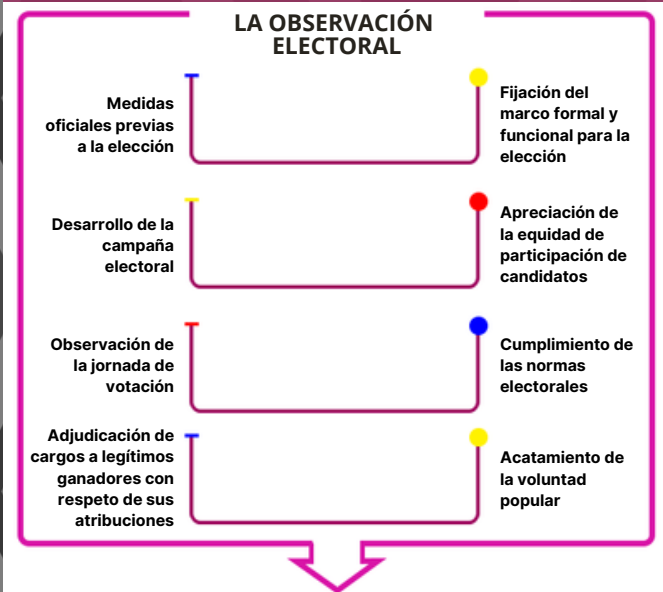 LA OBSERVACIÓN
ELECTORAL
Medidas
oficiales previas
a la elección
Fijación del
marco formal y
funcional para la
elección
Desarrollo de la
campaña
electoral
Apreciación de
la equidad de
participación de
candidatos
Observación de
la jornada de
votación
Cumplimiento de
las normas
electorales
Adjudicación de
cargos a legítimos
ganadores con
respeto de sus
atribuciones
Acatamiento de
la voluntad
popular